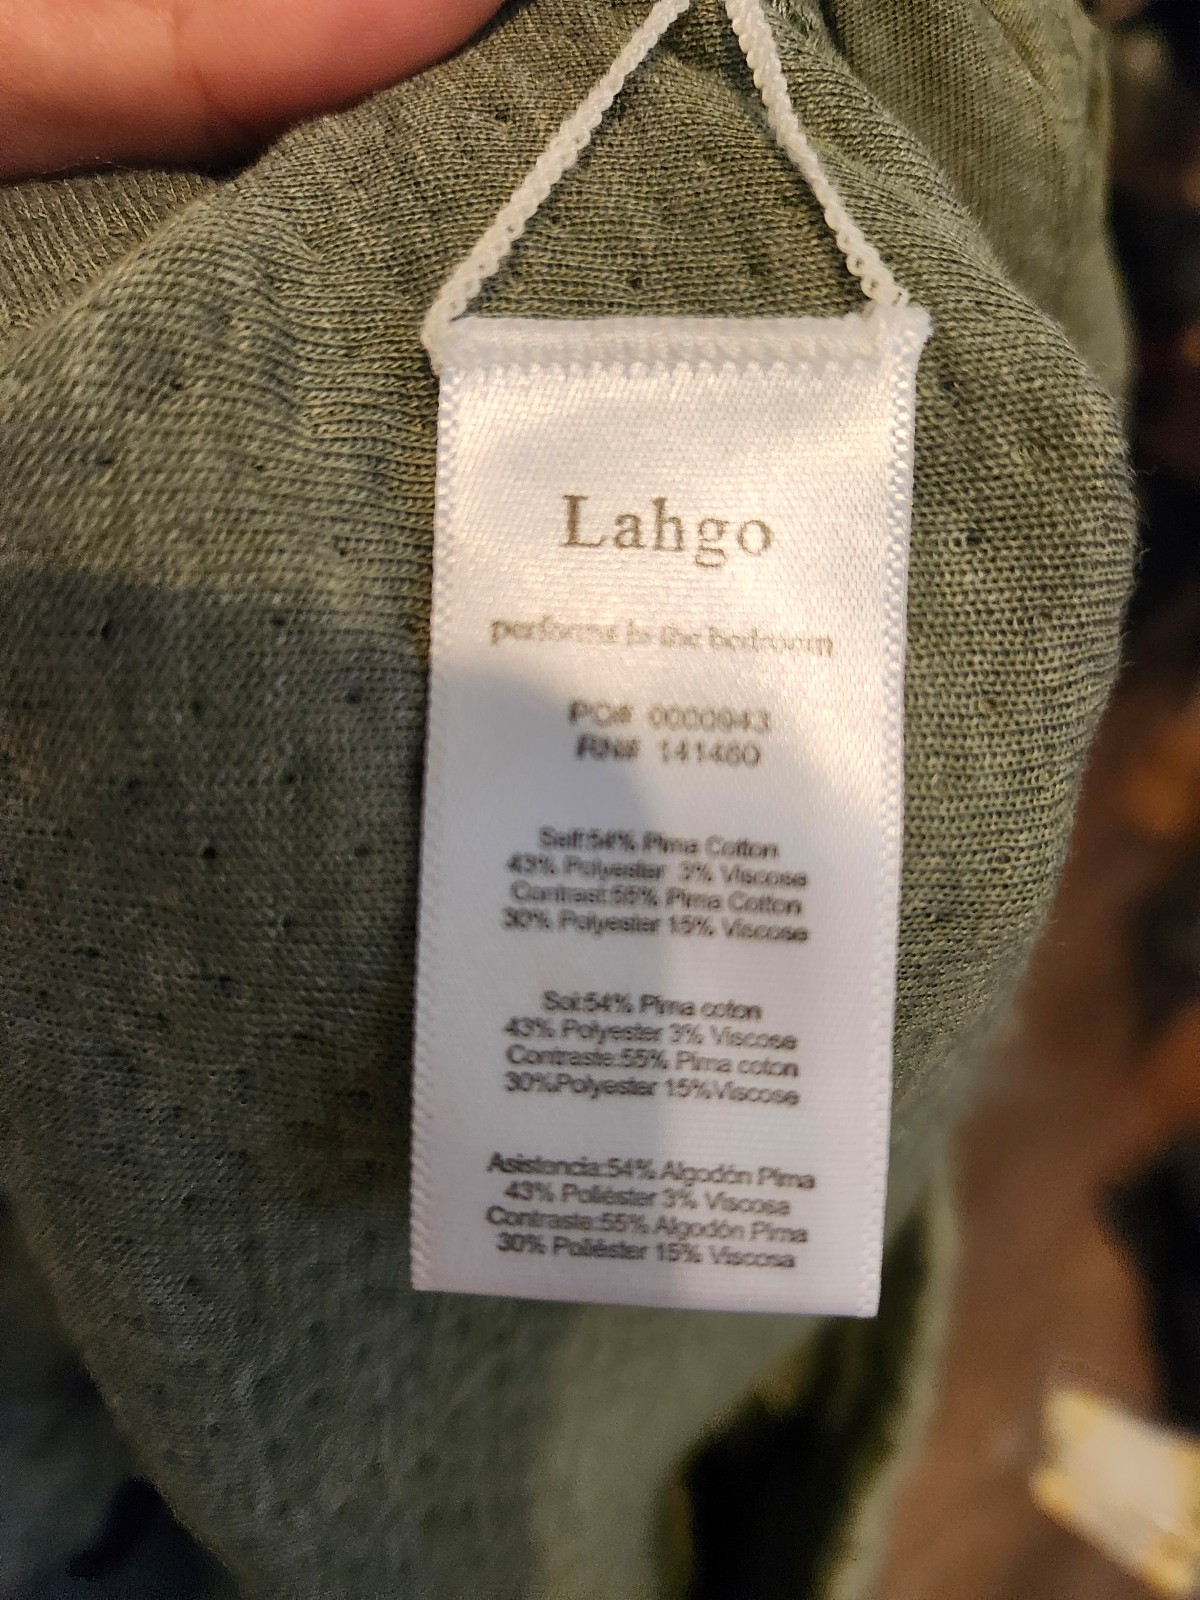 Lahgo
performs in the bedroom
PO# 0000943
RN# 141460
Self:54% Pima Cotton
43% Polyester 3% Viscose
Contrast:55% Pima Cotton
30% Polyester 15% Viscose
Soi:54% Pima coton
43% Polyester 3% Viscose
Contraste:55% Pima coton
30%Polyester 15%Viscose
Asistencia:54% Algodón Pima
43% Poliéster 3% Viscosa
Contraste:55% Algodón Pima
30% Poliéster 15% Viscosa